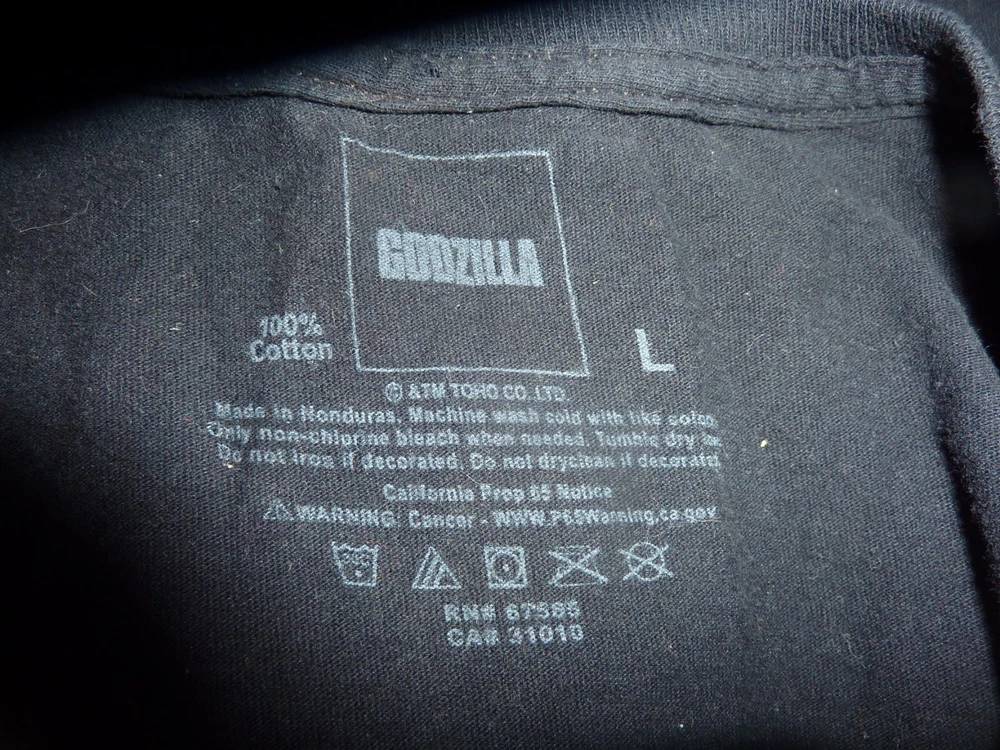 GODZILLA
100%
Cotton
L
© &TM TOHO CO. LTD.
Made in Honduras, Machine wash cold with like color,
Only non-chlorine bleach when needed, Tumble dry low
Do not iron if decorated, Do not dryclean if decorated
California Prop 65 Notice
WARNING: Cancer - WWW.P65Warning.ca.gov
RN# 67585
CA# 31010